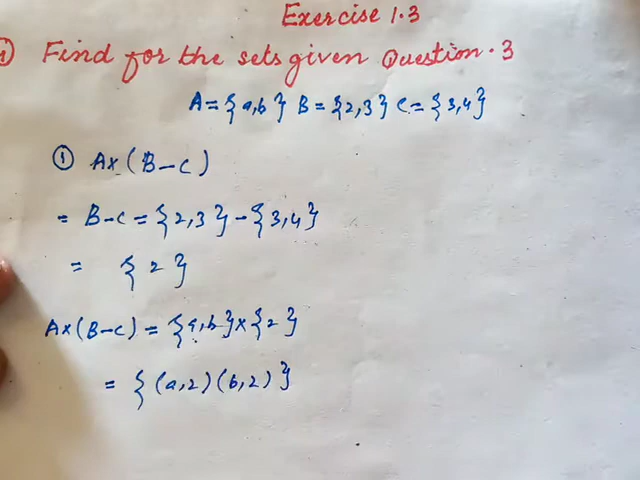 Exercise 1.3
Find for the sets given Question. 3
A = {a,b} B = {2,3} C = {3,4}
① A×(B-C)
= B-C = {2,3} - {3,4}
= {2}
A×(B-C) = {a,b}×{2}
= {(a,2)(b,2)}